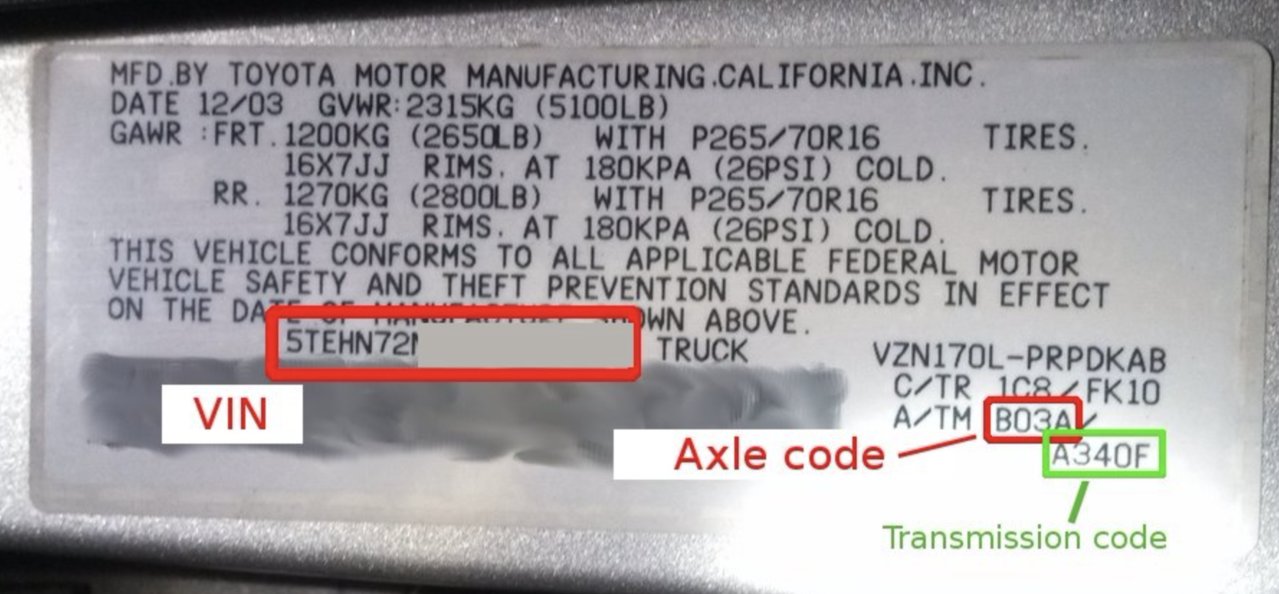 MFD.BY TOYOTA MOTOR MANUFACTURING.CALIFORNIA.INC.
DATE 12/03 GVWR:2315KG (5100LB)
GAWR :FRT. 1200KG (2650LB) WITH P265/70R16 TIRES.
16X7JJ RIMS. AT 180KPA (26PSI) COLD.
RR. 1270KG (2800LB) WITH P265/70R16 TIRES.
16X7JJ RIMS. AT 180KPA (26PSI) COLD.
THIS VEHICLE CONFORMS TO ALL APPLICABLE FEDERAL MOTOR
VEHICLE SAFETY AND THEFT PREVENTION STANDARDS IN EFFECT
ON THE DATE OF MANUFACTURE SHOWN ABOVE.
5TEHN72 TRUCK VZN170L-PRPDKAB
C/TR 1C8/FK10
VIN
A/TM B03A/
Axle code
A340F
Transmission code